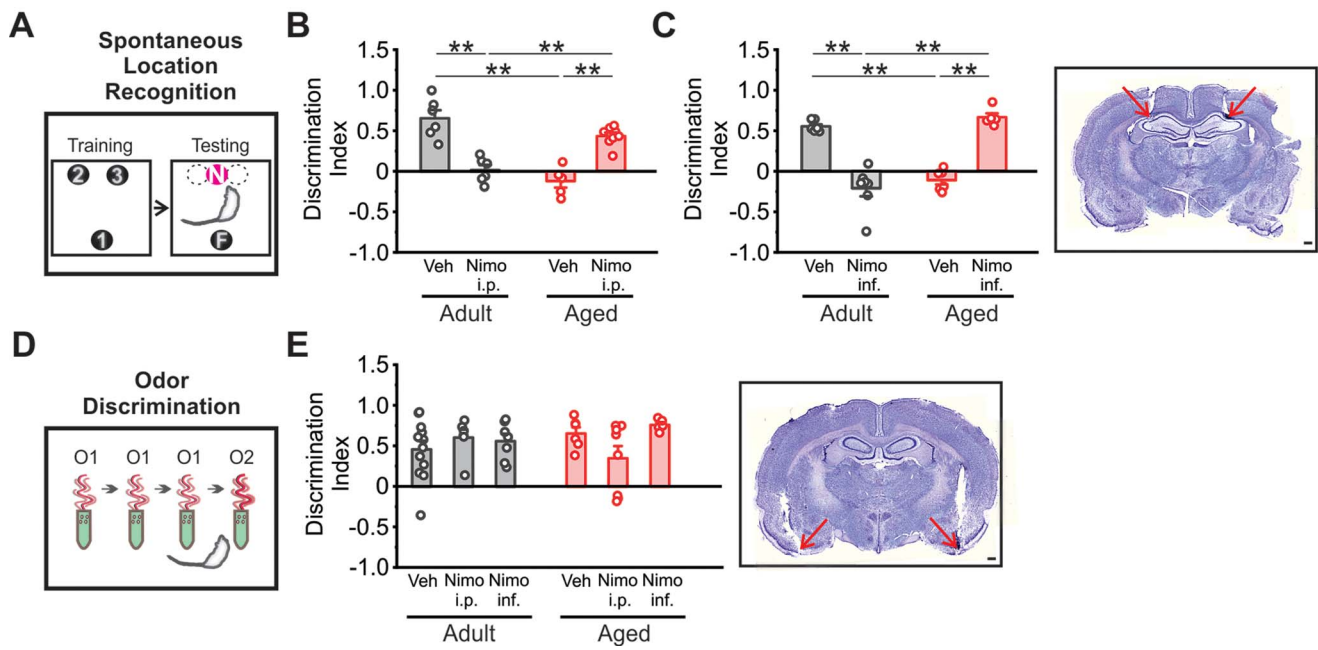 A
Spontaneous
Location
Recognition
Training
Testing
2
3
N
1
F
B
Discrimination
Index
1.5
1.0
0.5
0
-0.5
-1.0
** **
** **
Veh Nimo Veh Nimo
i.p. i.p.
Adult Aged
C
Discrimination
Index
1.5
1.0
0.5
0
-0.5
-1.0
** **
** **
Veh Nimo Veh Nimo
inf. inf.
Adult Aged
D
Odor
Discrimination
O1 O1 O1 O2
E
Discrimination
Index
1.5
1.0
0.5
0
-0.5
-1.0
Veh Nimo Nimo Veh Nimo Nimo
i.p. inf. i.p. inf.
Adult Aged